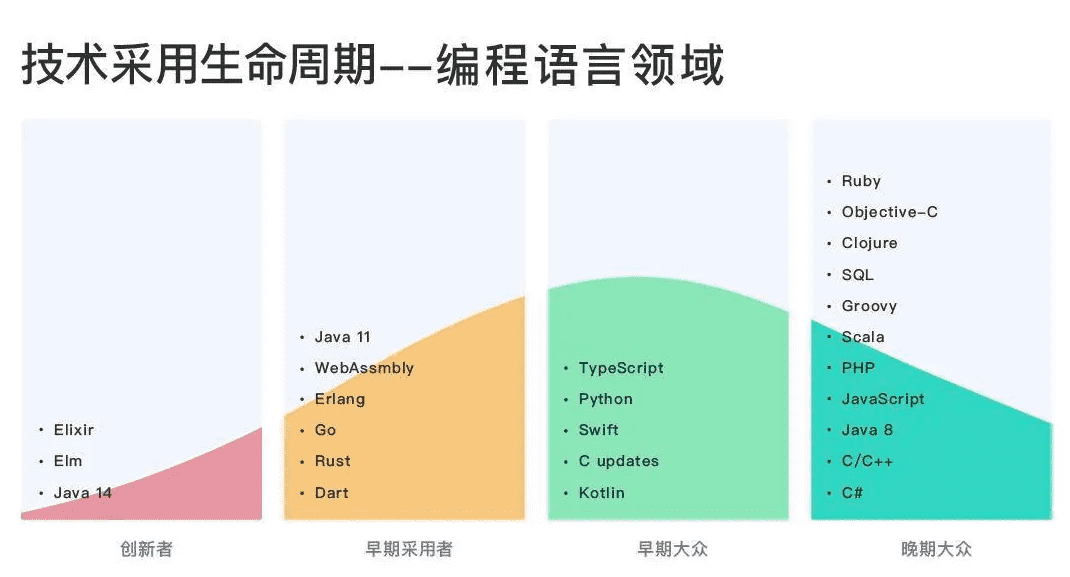 技术采用生命周期--编程语言领域
• Elixir
• Elm
• Java 14
创新者
• Java 11
• WebAssmbly
• Erlang
• Go
• Rust
• Dart
早期采用者
• TypeScript
• Python
• Swift
• C updates
• Kotlin
早期大众
• Ruby
• Objective-C
• Clojure
• SQL
• Groovy
• Scala
• PHP
• JavaScript
• Java 8
• C/C++
• C#
晚期大众